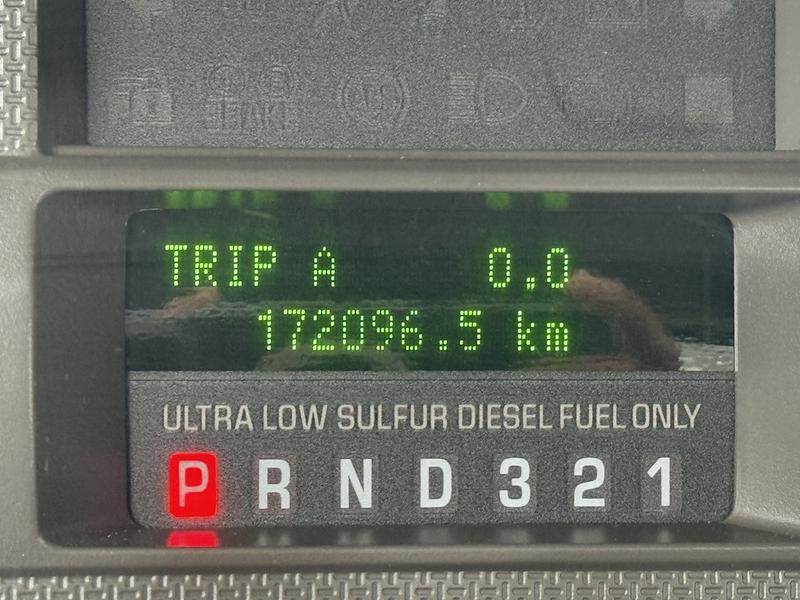 TRIP A 0.0
172096.5 km
ULTRA LOW SULFUR DIESEL FUEL ONLY
P R N D 3 2 1